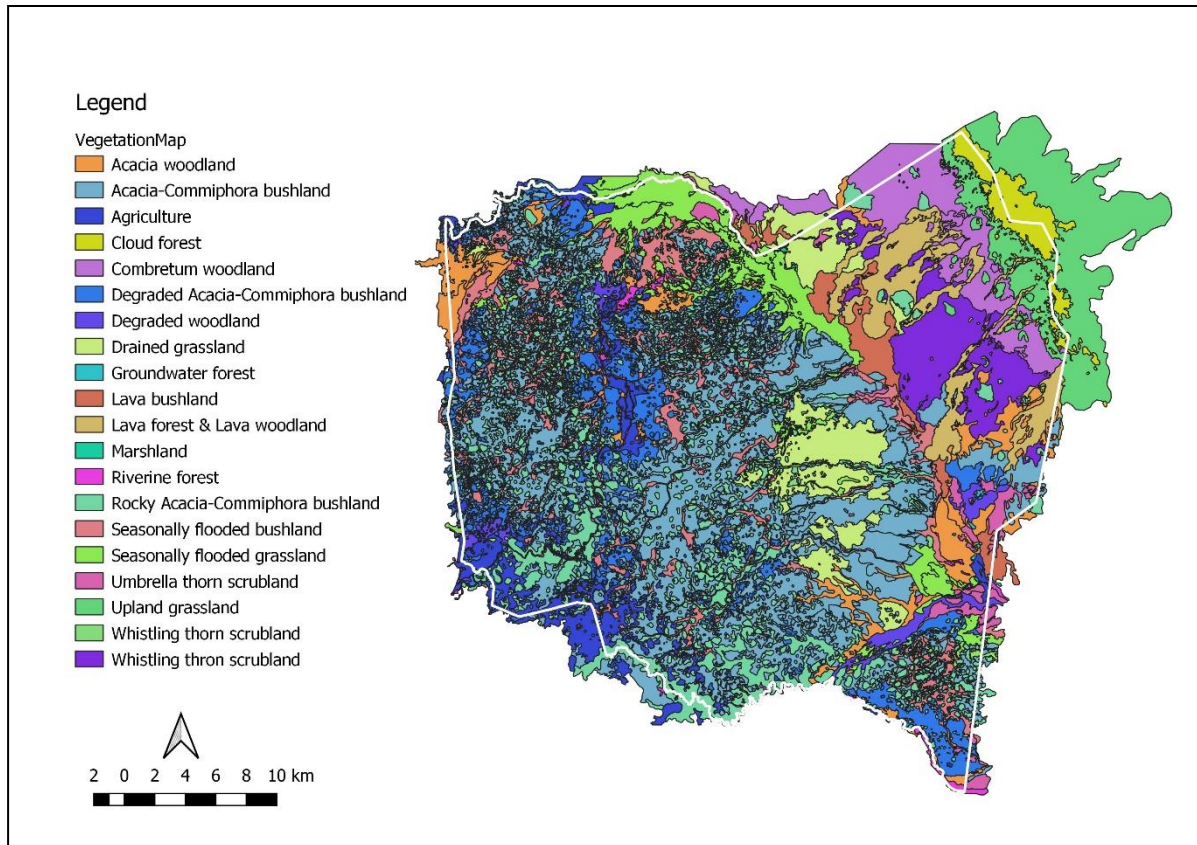 Legend
VegetationMap
Acacia woodland
Acacia-Commiphora bushland
Agriculture
Cloud forest
Combretum woodland
Degraded Acacia-Commiphora bushland
Degraded woodland
Drained grassland
Groundwater forest
Lava bushland
Lava forest & Lava woodland
Marshland
Riverine forest
Rocky Acacia-Commiphora bushland
Seasonally flooded bushland
Seasonally flooded grassland
Umbrella thorn scrubland
Upland grassland
Whistling thorn scrubland
Whistling thron scrubland
2 0 2 4 6 8 10 km